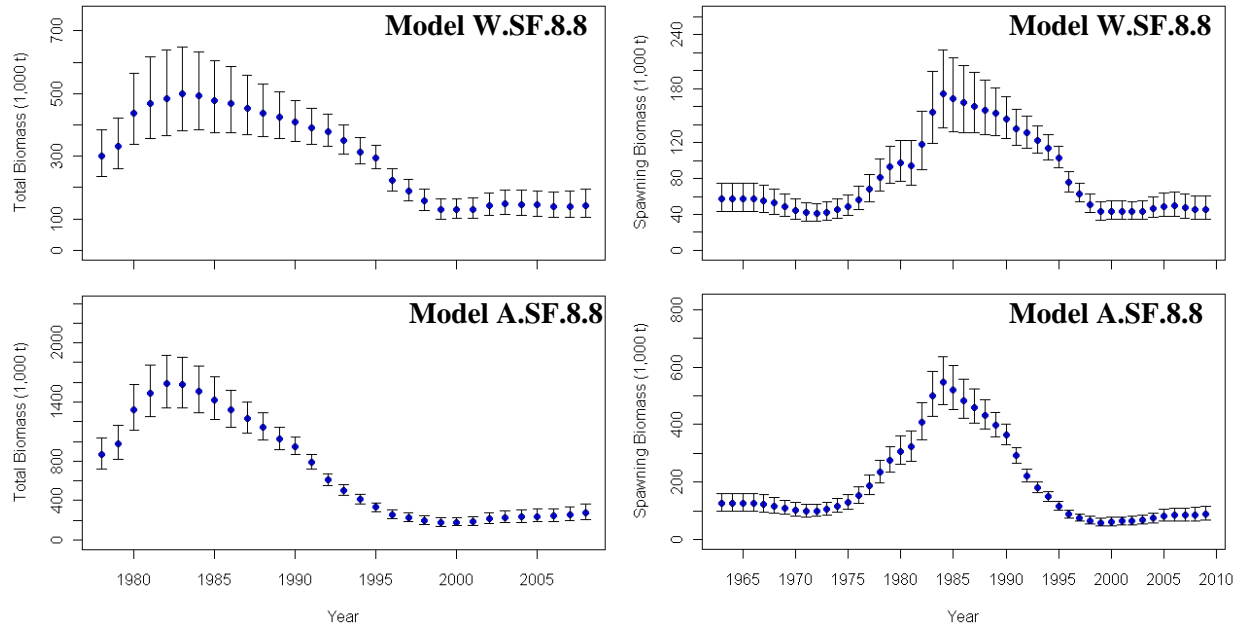 Model W.SF.8.8
Total Biomass (1,000 t)
700
500
300
100
0
Model W.SF.8.8
Spawning Biomass (1,000 t)
240
180
120
60
40
0
Model A.SF.8.8
Total Biomass (1,000 t)
2000
1400
800
400
0
1980 1985 1990 1995 2000 2005
Year
Model A.SF.8.8
Spawning Biomass (1,000 t)
800
600
400
200
100
0
1965 1970 1975 1980 1985 1990 1995 2000 2005 2010
Year